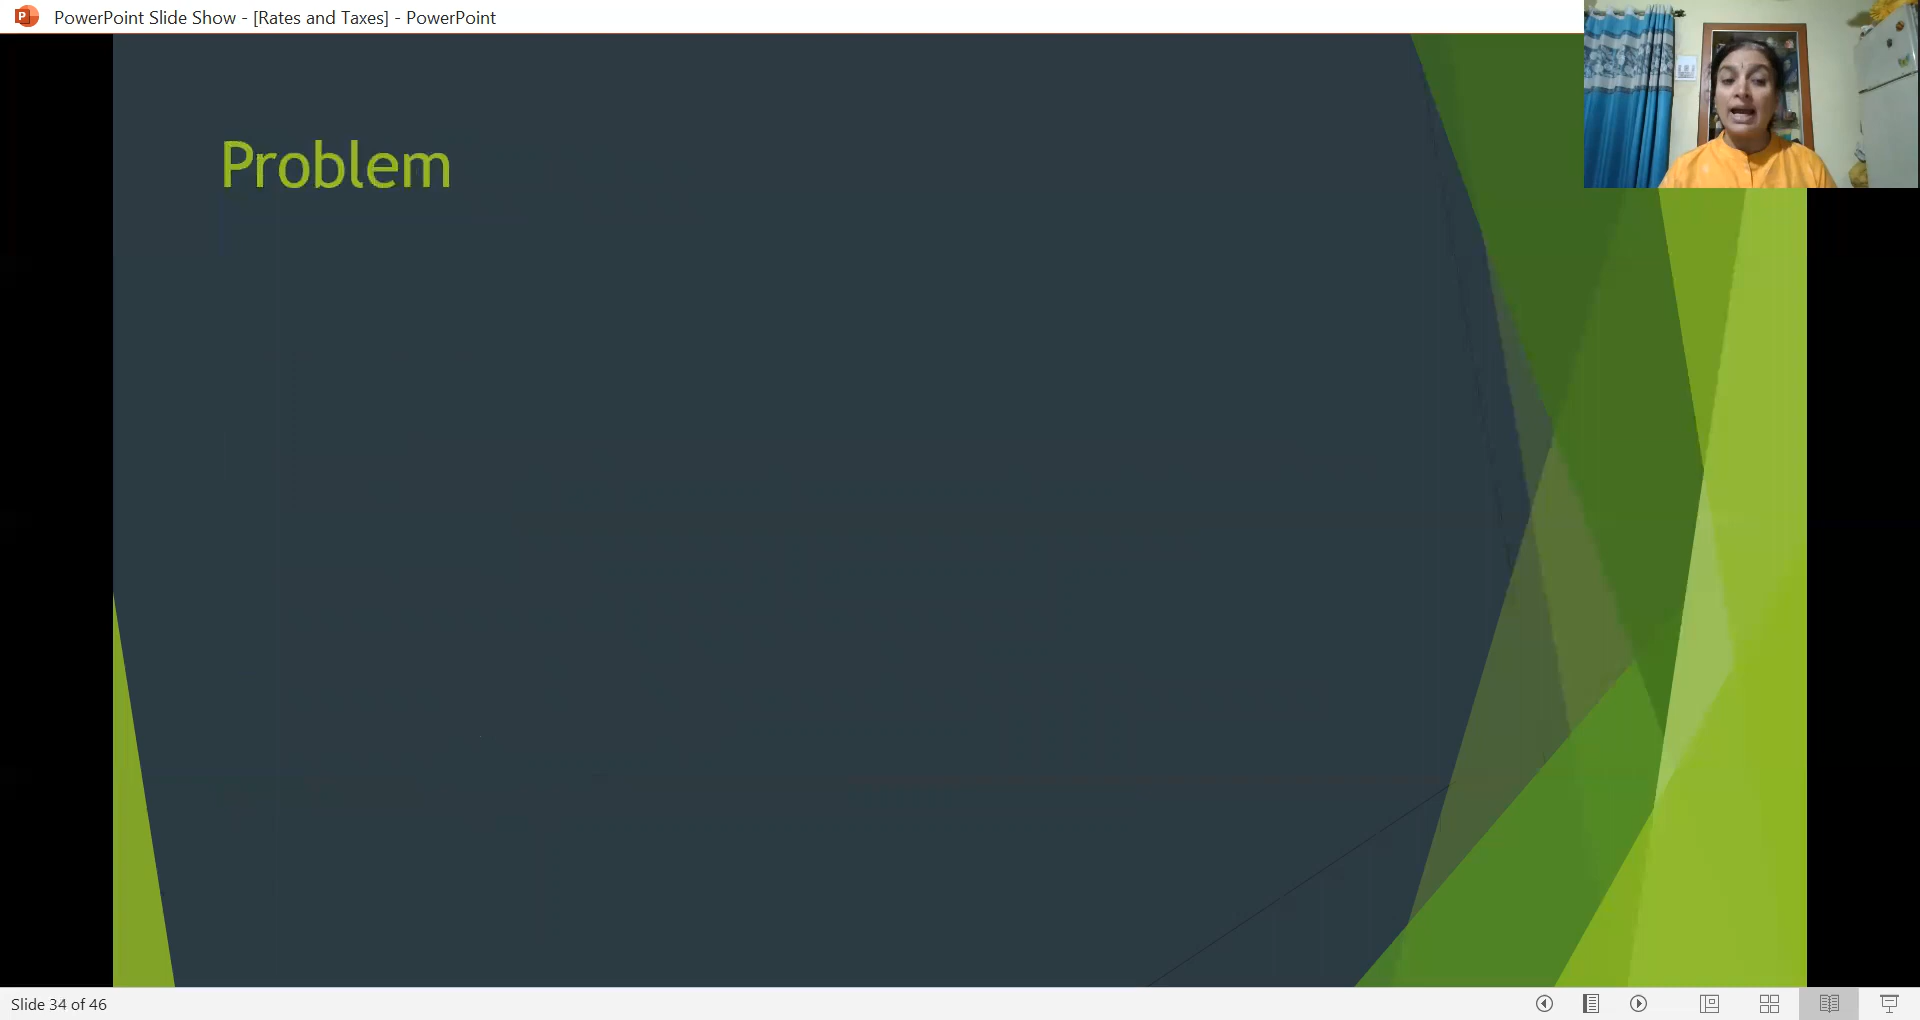 PowerPoint Slide Show - [Rates and Taxes] - PowerPoint
Problem
Slide 34 of 46